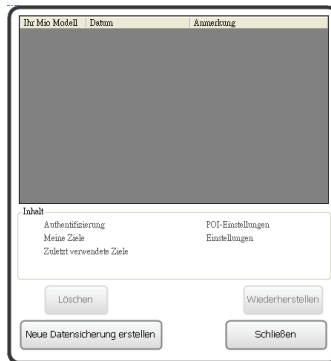 Ihr Mio Modell Datum Anmerkung
Inhalt
Authentifizierung POI-Einstellungen
Meine Ziele Einstellungen
Zuletzt verwendete Ziele
Löschen Wiederherstellen
Neue Datensicherung erstellen Schließen